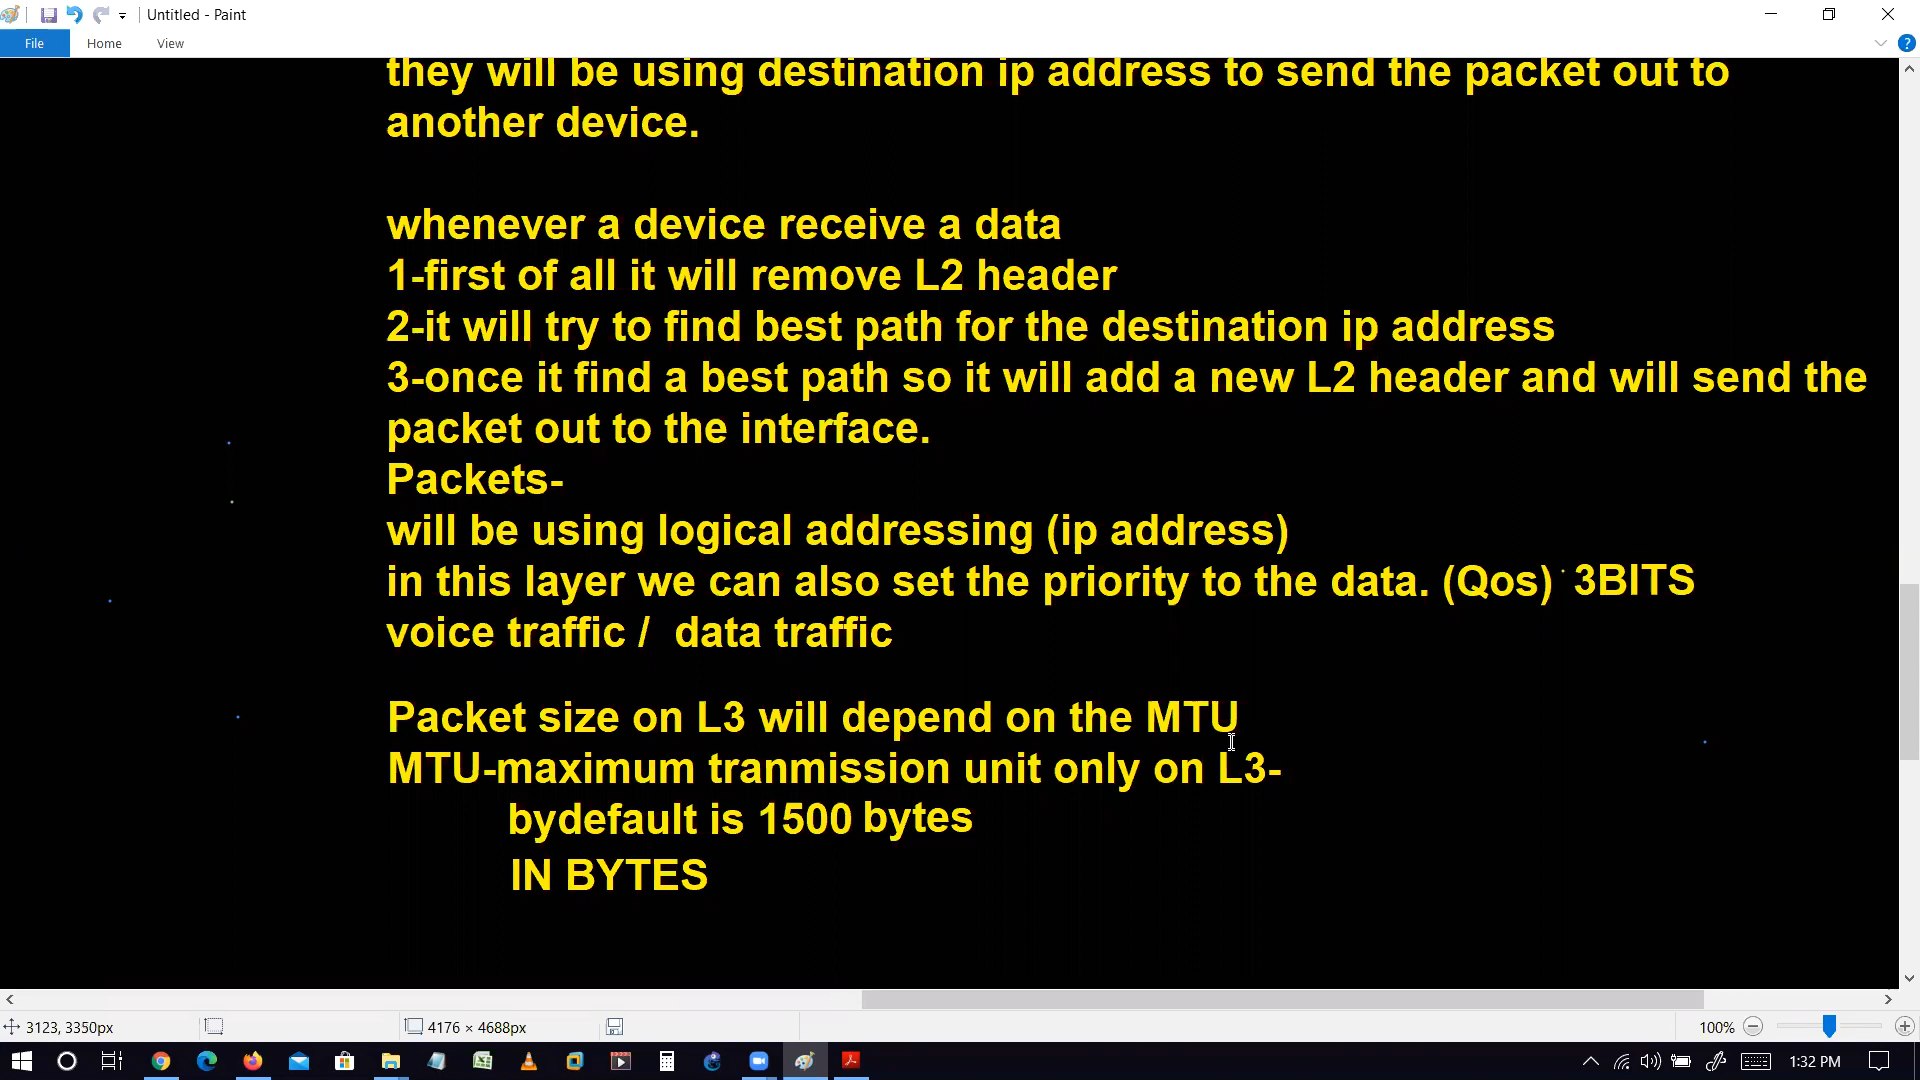 Untitled - Paint
File Home View
they will be using destination ip address to send the packet out to
another device.
whenever a device receive a data
1-first of all it will remove L2 header
2-it will try to find best path for the destination ip address
3-once it find a best path so it will add a new L2 header and will send the
packet out to the interface.
Packets-
will be using logical addressing (ip address)
in this layer we can also set the priority to the data. (Qos) 3BITS
voice traffic / data traffic
Packet size on L3 will depend on the MTU
MTU-maximum tranmission unit only on L3-
bydefault is 1500 bytes
IN BYTES
3123, 3350px 4176 × 4688px 100%
1:32 PM